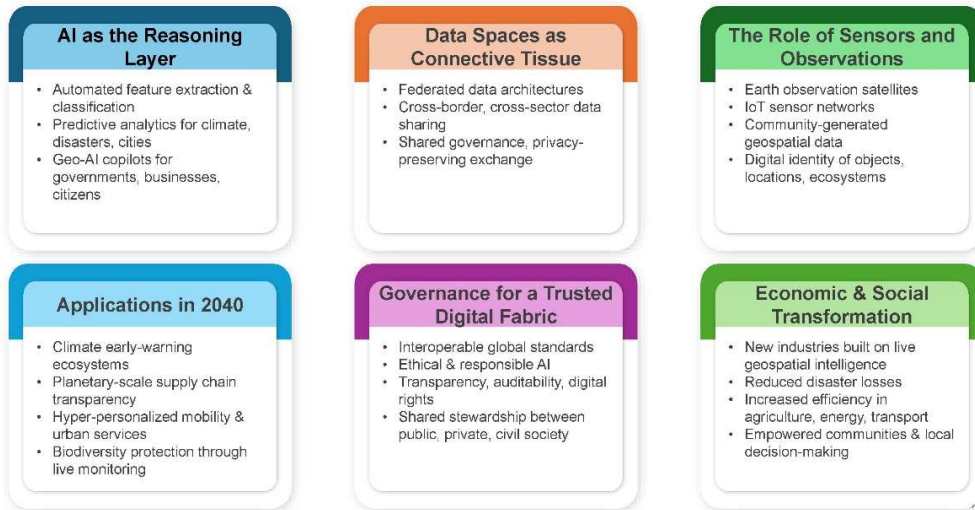 AI as the Reasoning
Layer
• Automated feature extraction &
classification
• Predictive analytics for climate,
disasters, cities
• Geo-AI copilots for
governments, businesses,
citizens
Data Spaces as
Connective Tissue
• Federated data architectures
• Cross-border, cross-sector data
sharing
• Shared governance, privacy-
preserving exchange
The Role of Sensors and
Observations
• Earth observation satellites
• IoT sensor networks
• Community-generated
geospatial data
• Digital identity of objects,
locations, ecosystems
Applications in 2040
• Climate early-warning
ecosystems
• Planetary-scale supply chain
transparency
• Hyper-personalized mobility &
urban services
• Biodiversity protection through
live monitoring
Governance for a Trusted
Digital Fabric
• Interoperable global standards
• Ethical & responsible AI
• Transparency, auditability, digital
rights
• Shared stewardship between
public, private, civil society
Economic & Social
Transformation
• New industries built on live
geospatial intelligence
• Reduced disaster losses
• Increased efficiency in
agriculture, energy, transport
• Empowered communities & local
decision-making